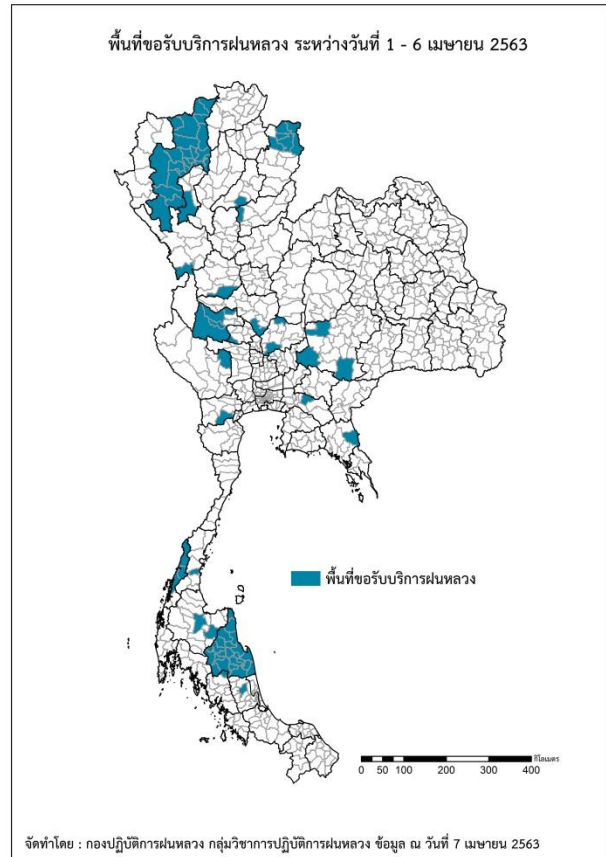 พื้นที่ขอรับบริการฝนหลวง ระหว่างวันที่ 1 - 6 เมษายน 2563
พื้นที่ขอรับบริการฝนหลวง
กิโลเมตร
0 50 100 200 300 400
จัดทำโดย : กองปฏิบัติการฝนหลวง กลุ่มวิชาการปฏิบัติการฝนหลวง ข้อมูล ณ วันที่ 7 เมษายน 2563